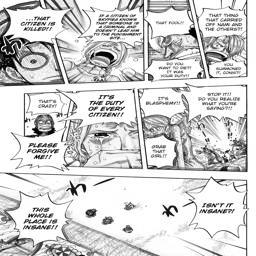 THAT THING
THAT CARRIED
OFF NAMI AND
THE OTHERS?!!
YOU
SUMMONED
IT, CONIS!!
THAT FOOL!!
DO YOU
WANT TO DIE?!!
IT WAS YOUR
DUTY!!
IF A CITIZEN OF
SKYPIEA KNOWS
THAT SOMEONE IS
A CRIMINAL AND
DOESN'T LEAD HIM
TO THE PUNISHMENT
SITE...
...THAT
CITIZEN IS
KILLED!!
STOP IT!!
DO YOU REALIZE
WHAT YOU'RE
SAYING?!!
IT'S
BLASPHEMY!!
GRAB
THAT GIRL!!
IT'S
THE DUTY
OF EVERY
CITIZEN!!
THAT'S
CRAZY!
PLEASE
FORGIVE
ME!!
ISN'T IT
INSANE?!
THIS
WHOLE
PLACE IS
INSANE!!